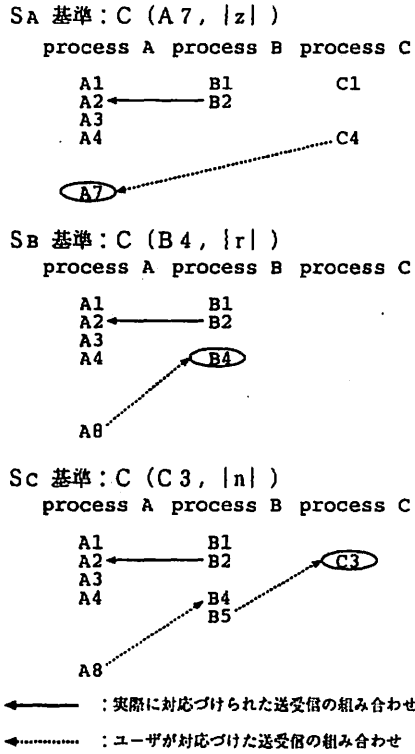 SA 基準：C（A7，{z}）
process A process B process C
A1 B1 C1
A2 B2
A3
A4 C4
A7
SB 基準：C（B4，{r}）
process A process B process C
A1 B1
A2 B2
A3
A4 B4
A8
SC 基準：C（C3，{n}）
process A process B process C
A1 B1
A2 B2 C3
A3
A4 B4
B5
A8
：実際に対応づけられた送受信の組み合わせ
：ユーザが対応づけた送受信の組み合わせ